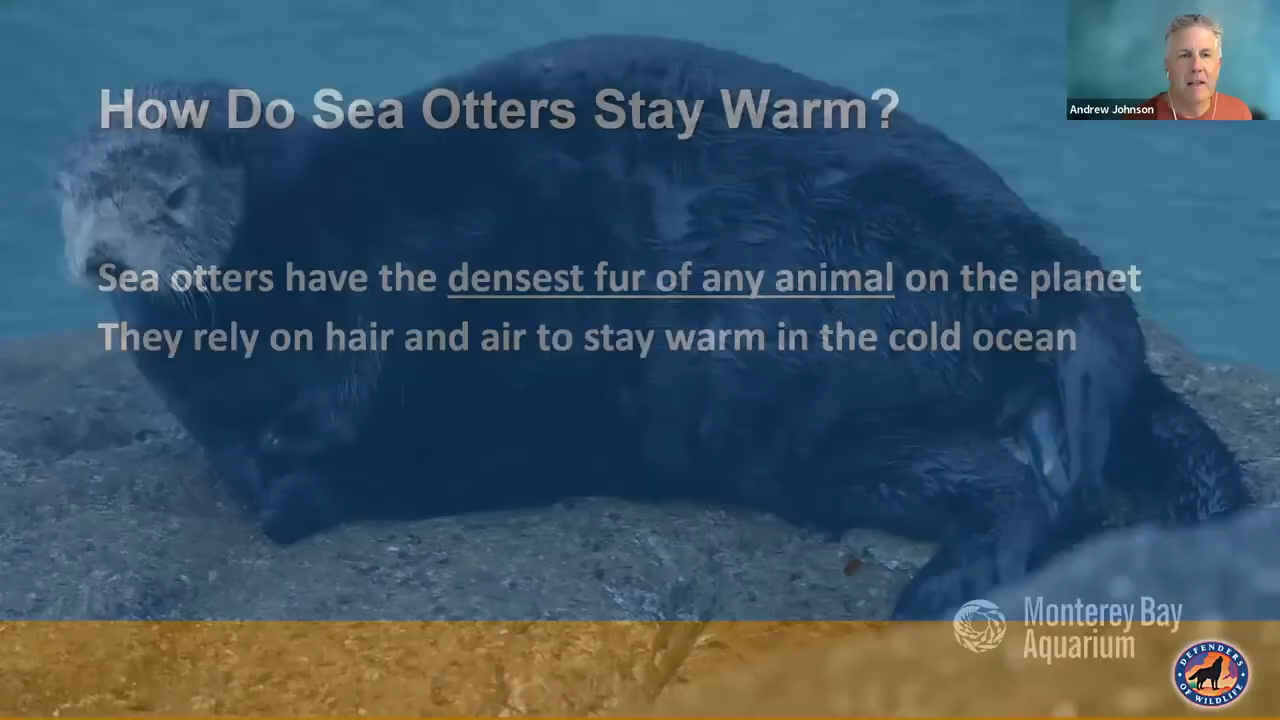 How Do Sea Otters Stay Warm?
Andrew Johnson
Sea otters have the densest fur of any animal on the planet
They rely on hair and air to stay warm in the cold ocean
Monterey Bay
Aquarium
DEFENDERS
OF WILDLIFE